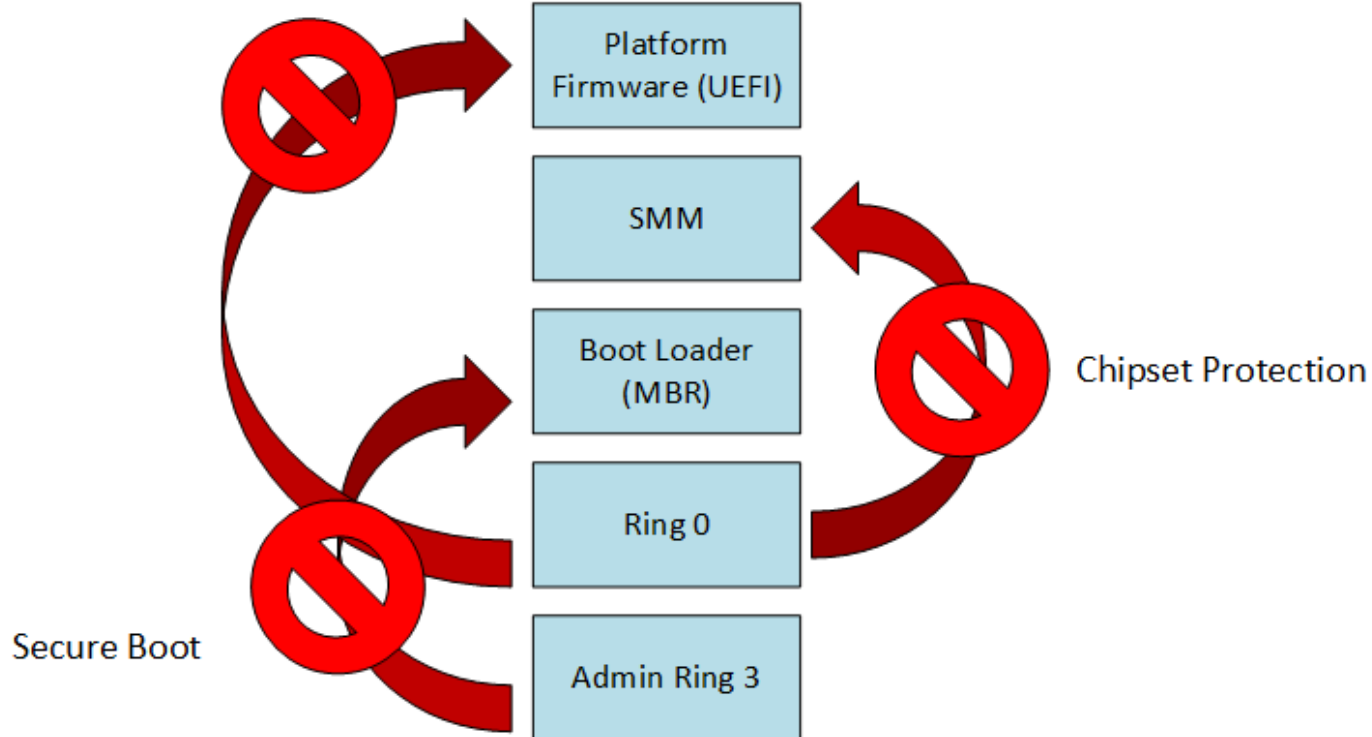 Platform
Firmware (UEFI)
SMM
Boot Loader
(MBR)
Chipset Protection
Ring 0
Secure Boot
Admin Ring 3